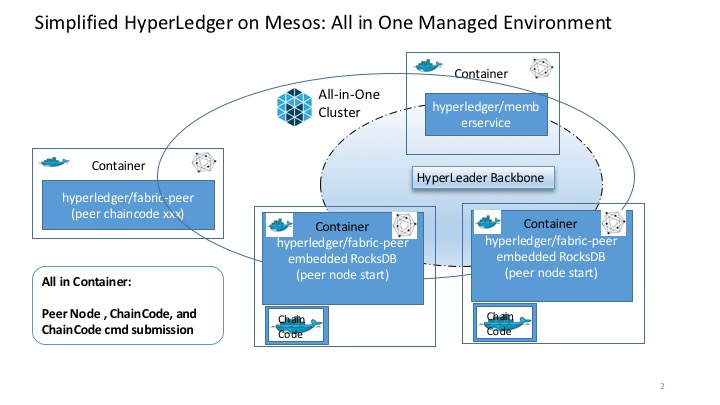 Simplified HyperLedger on Mesos: All in One Managed Environment
Container
All-in-One
Cluster
hyperledger/memb
erservice
Container
hyperledger/fabric-peer
(peer chaincode xxx)
HyperLeader Backbone
Container
hyperledger/fabric-peer
embedded RocksDB
(peer node start)
Chain
Code
Container
hyperledger/fabric-peer
embedded RocksDB
(peer node start)
Chain
Code
All in Container:
Peer Node , ChainCode, and
ChainCode cmd submission
2